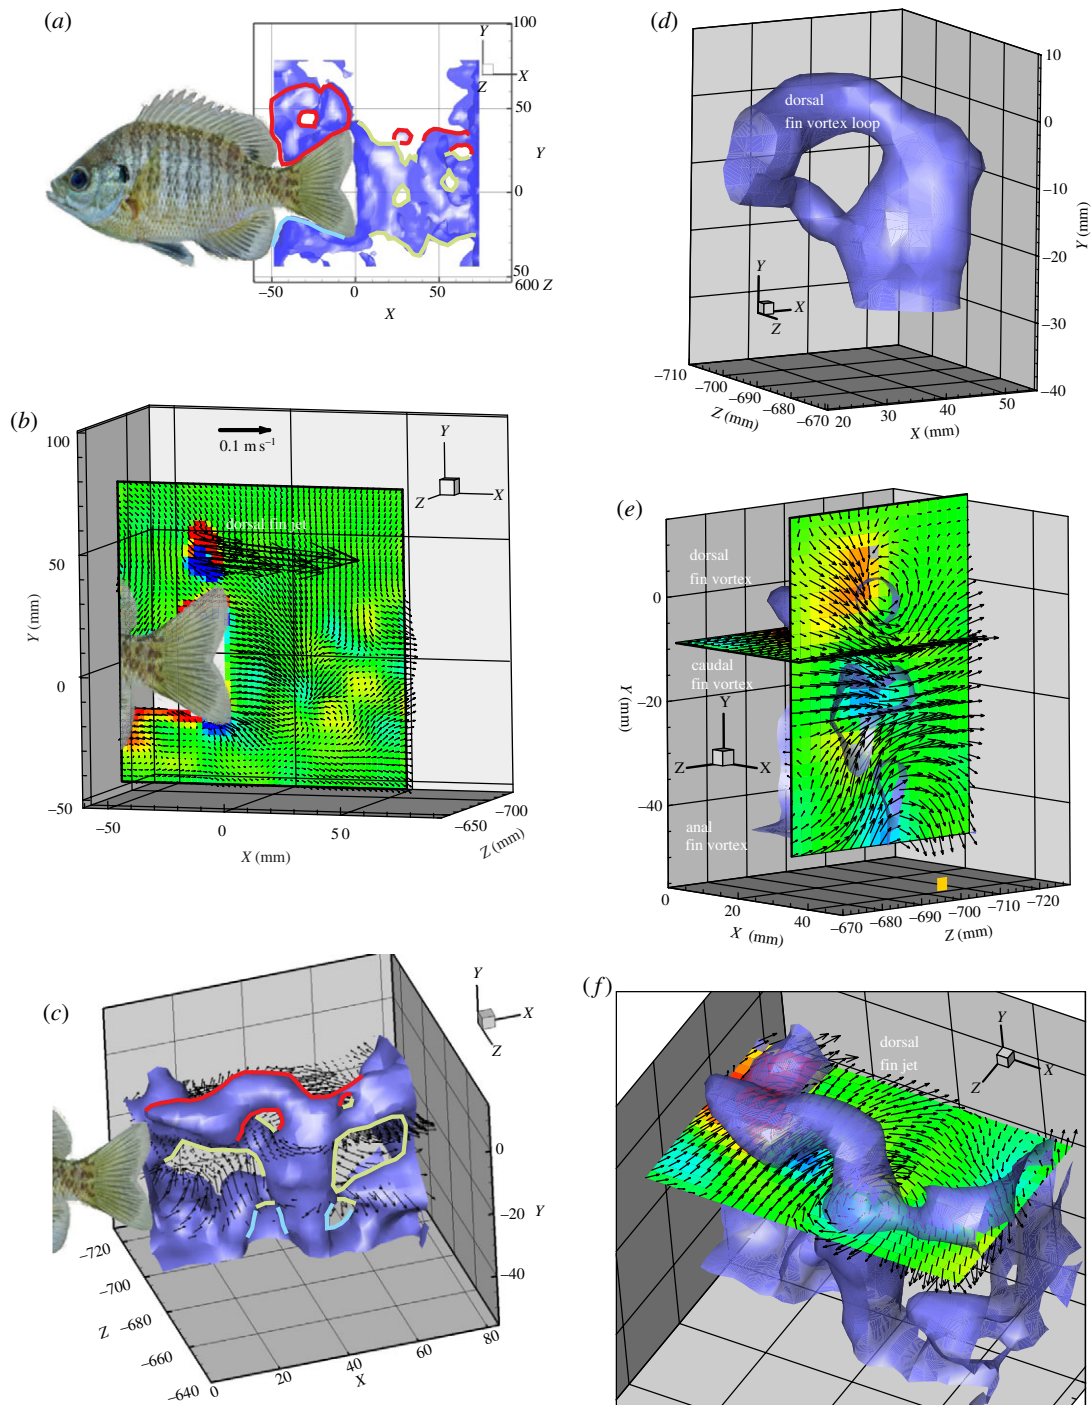 (a)
100
50
Y
0
50
600 Z
Y
X
Z
−50
0
50
X
(b)
100
50
Y (mm)
0
−50
0.1 m s⁻¹
dorsal fin jet
Y
Z
X
−50
0
50
X (mm)
−700
−650
Z (mm)
(c)
Y
X
Z
0
−20
Y
−40
−720
−700
Z
−680
−660
−640
0
20
40
X
60
80
(d)
dorsal
fin vortex loop
10
0
−10
Y (mm)
−20
−30
−40
Y
X
Z
−710
−700
−690
−680
−670
Z (mm)
20
30
40
50
X (mm)
(e)
dorsal
fin vortex
0
caudal
fin vortex
−20
Y (mm)
Y
Z
X
−40
anal
fin vortex
0
20
40
X (mm)
−670
−680
−690
−700
−710
−720
Z (mm)
(f)
dorsal
fin jet
Y
Z
X